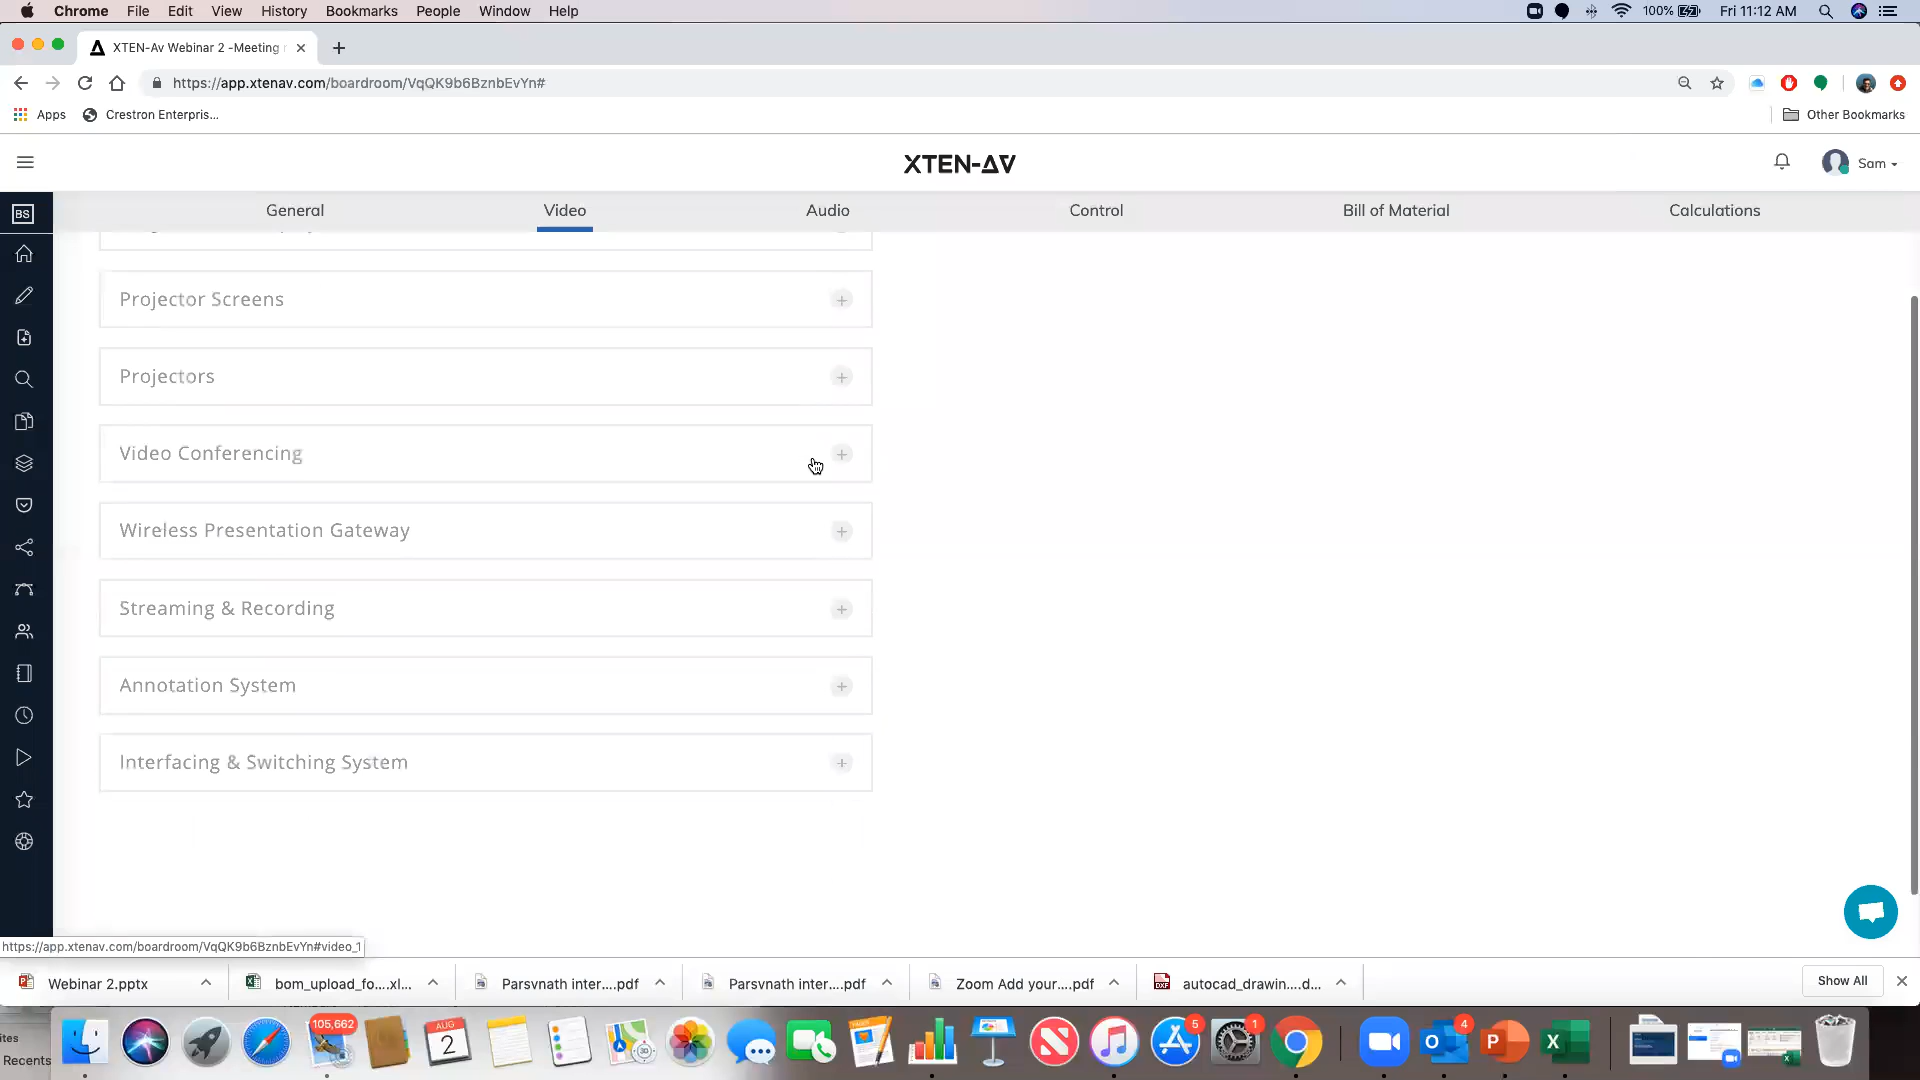 Chrome File Edit View History Bookmarks People Window Help 100% Fri 11:12 AM
XTEN-Av Webinar 2 -Meeting
https://app.xtenav.com/boardroom/VqQK9b6BznbEvYn#
Apps Crestron Enterpris... Other Bookmarks
XTEN-AV Sam
BS General Video Audio Control Bill of Material Calculations
Projector Screens
Projectors
Video Conferencing
Wireless Presentation Gateway
Streaming & Recording
Annotation System
Interfacing & Switching System
https://app.xtenav.com/boardroom/VqQK9b6BznbEvYn#video_1
Webinar 2.pptx bom_upload_fo....xl... Parsvnath inter....pdf Parsvnath inter....pdf Zoom Add your....pdf autocad_drawin....d... Show All
105,662 AUG 2 5 1 4
Recents